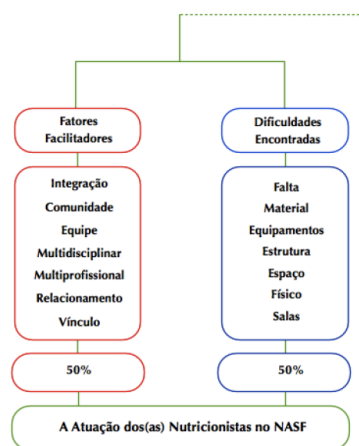 Fatores
Facilitadores
Integração
Comunidade
Equipe
Multidisciplinar
Multiprofissional
Relacionamento
Vínculo
50%
Dificuldades
Encontradas
Falta
Material
Equipamentos
Estrutura
Espaço
Físico
Salas
50%
A Atuação dos(as) Nutricionistas no NASF